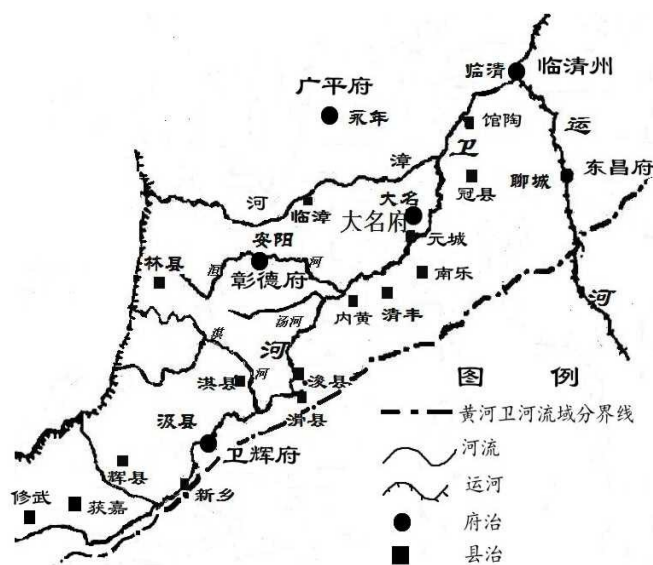 临清
临清州
广平府
永年
馆陶
卫
运
漳
河
临漳
大名
大名府
冠县
聊城
东昌府
元城
安阳
洹
河
彰德府
林县
南乐
内黄
清丰
汤河
河
河
淇
河
淇县
浚县
滑县
汲县
卫辉府
辉县
新乡
修武
获嘉
图 例
黄河卫河流域分界线
河流
运河
府治
县治